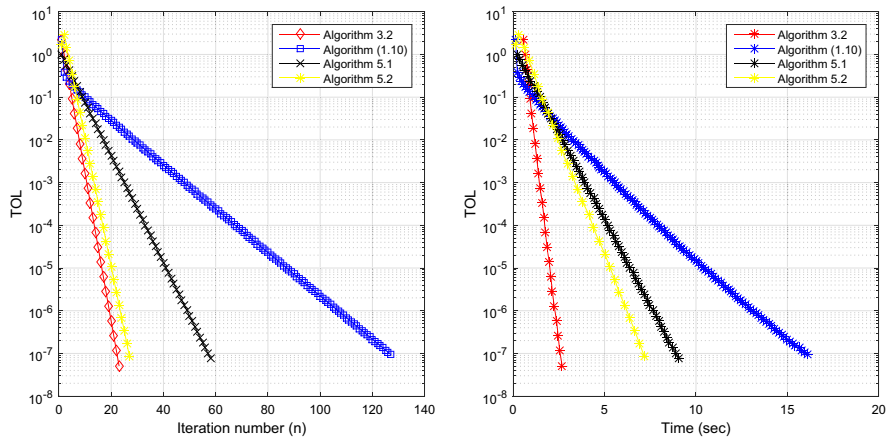 10^2
10^1
10^0
10^-1
10^-2
10^-3
10^-4
10^-5
10^-6
10^-7
10^-8
TOL
0 20 40 60 80 100 120 140
Iteration number (n)
Algorithm 3.2
Algorithm (1.10)
Algorithm 5.1
Algorithm 5.2
10^2
10^1
10^0
10^-1
10^-2
10^-3
10^-4
10^-5
10^-6
10^-7
10^-8
TOL
0 5 10 15 20
Time (sec)
Algorithm 3.2
Algorithm (1.10)
Algorithm 5.1
Algorithm 5.2